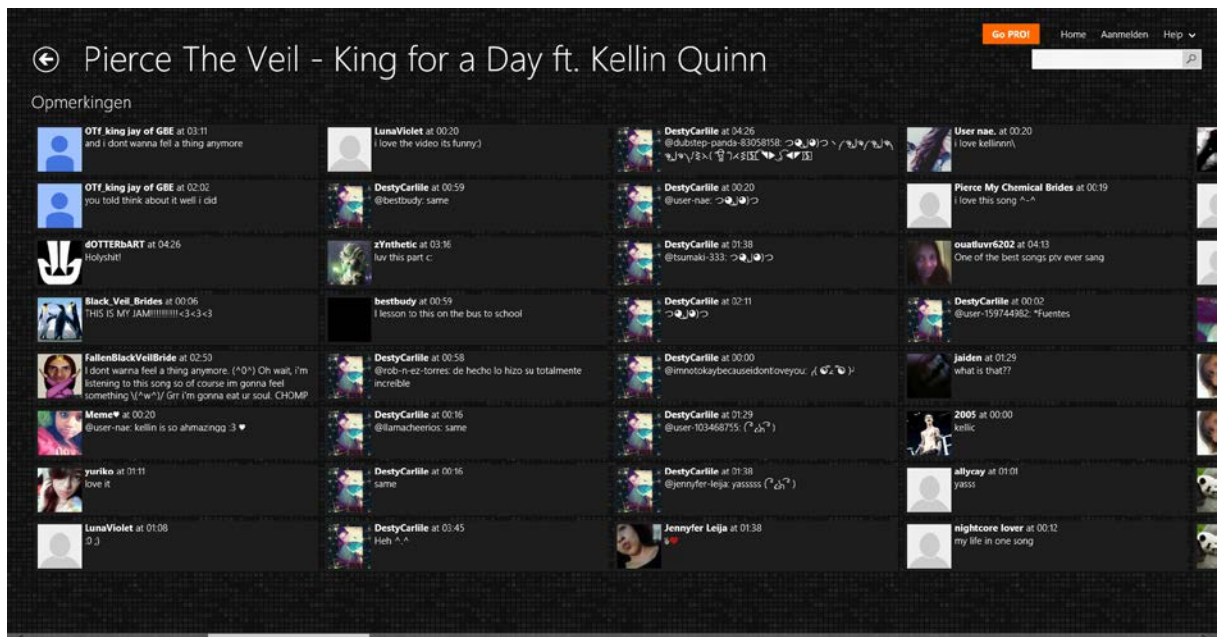 Go PRO!
Home
Aanmelden
Help
Pierce The Veil - King for a Day ft. Kellin Quinn
Opmerkingen
OTf_king jay of GBE at 03:11
and i dont wanna fell a thing anymore
OTf_king jay of GBE at 02:02
you told think about it well i did
dOTTERbART at 04:26
Holyshit!
Black_Veil_Brides at 00:06
THIS IS MY JAM!!!!!!!!!!<3<3<3
FallenBlackVeilBride at 02:50
I dont wanna feel a thing anymore. (^0^) Oh wait, i'm
listening to this song so of course im gonna feel
something \(^w^)/ Grr i'm gonna eat ur soul. CHOMP
Meme♥ at 00:20
@user-nae: kellin is so ahmazingq :3 ♥
yuriko at 01:11
love it
LunaViolet at 01:08
:0 ;)
LunaViolet at 00:20
i love the video its funny:)
DestyCarlile at 00:59
@bestbudy: same
zYnthetic at 03:16
luv this part c:
bestbudy at 00:59
I lesson to this on the bus to school
DestyCarlile at 00:58
@rob-n-ez-torres: de hecho lo hizo su totalmente
increíble
DestyCarlile at 00:16
@llamacheerios: same
DestyCarlile at 00:16
same
DestyCarlile at 03:45
Heh ^.^
DestyCarlile at 04:26
@dubstep-panda-83058158:
DestyCarlile at 00:20
@user-nae: つ◕_J◕)つ
DestyCarlile at 01:38
@tsumaki-333: つ◕_J◕)つ
DestyCarlile at 02:11
つ◕_J◕)つ
DestyCarlile at 00:00
@imnotokaybecauseidontloveyou:
DestyCarlile at 01:29
@user-103468755:
DestyCarlile at 01:38
@jennyfer-leija: yasssss
Jennyfer Leija at 01:38
User nae. at 00:20
i love kellinnn\
Pierce My Chemical Brides at 00:19
i love this song ^-^
ouatluvr6202 at 04:13
One of the best songs ptv ever sang
DestyCarlile at 00:02
@user-159744982: *Fuentes
jaiden at 01:29
what is that??
2005 at 00:00
kellic
allycay at 01:01
yasss
nightcore lover at 00:12
my life in one song